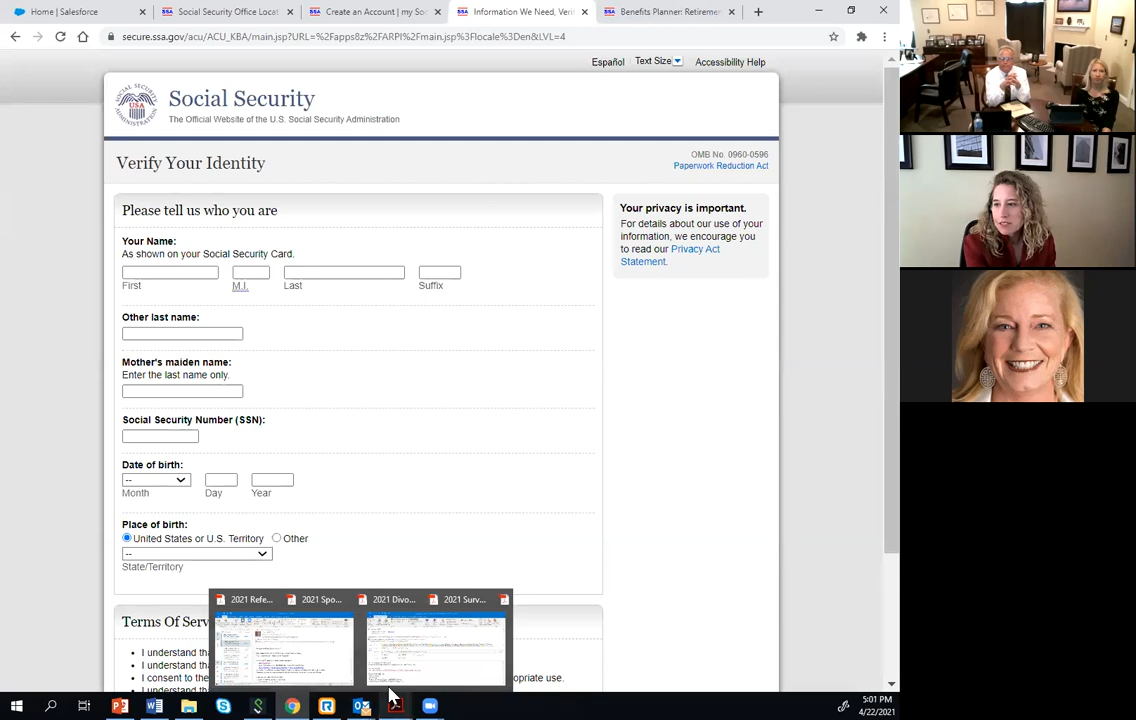 Home | Salesforce
Social Security Office Locat
Create an Account | my Soc
Information We Need, Veri
Benefits Planner: Retiremen
secure.ssa.gov/acu/ACU_KBA/main.jsp?URL=%2Fapps8z%2FARPI%2Fmain.jsp%3Flocale%3Den&LVL=4
Español Text Size Accessibility Help
Social Security
The Official Website of the U.S. Social Security Administration
Verify Your Identity
OMB No. 0960-0596
Paperwork Reduction Act
Please tell us who you are
Your Name:
As shown on your Social Security Card.
First M.I. Last Suffix
Other last name:
Mother's maiden name:
Enter the last name only.
Social Security Number (SSN):
Date of birth:
--
Month Day Year
Place of birth:
United States or U.S. Territory Other
--
State/Territory
Your privacy is important.
For details about our use of your
information, we encourage you
to read our Privacy Act
Statement.
2021 Refe... 2021 Spo... 2021 Divo... 2021 Surv...
Terms Of Serv
I understand tha
I understand tha
I consent to the opriate use.
I understand tha
5:01 PM
4/22/2021